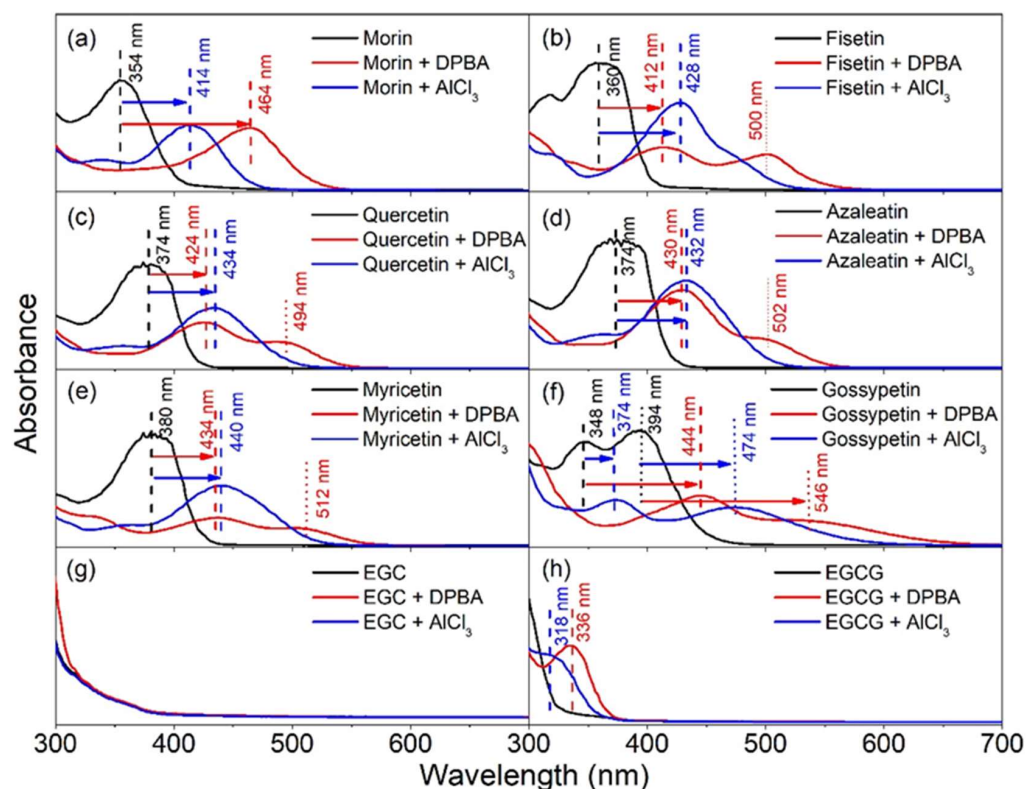 (a)
Morin
Morin + DPBA
Morin + AlCl3
354 nm
414 nm
464 nm
(b)
Fisetin
Fisetin + DPBA
Fisetin + AlCl3
360 nm
412 nm
428 nm
500 nm
(c)
Quercetin
Quercetin + DPBA
Quercetin + AlCl3
374 nm
424 nm
434 nm
494 nm
(d)
Azaleatin
Azaleatin + DPBA
Azaleatin + AlCl3
374 nm
430 nm
432 nm
502 nm
(e)
Myricetin
Myricetin + DPBA
Myricetin + AlCl3
380 nm
434 nm
440 nm
512 nm
(f)
Gossypetin
Gossypetin + DPBA
Gossypetin + AlCl3
348 nm
374 nm
394 nm
444 nm
474 nm
546 nm
(g)
EGC
EGC + DPBA
EGC + AlCl3
(h)
EGCG
EGCG + DPBA
EGCG + AlCl3
318 nm
336 nm
Absorbance
300 400 500 600 300 400 500 600 700
Wavelength (nm)